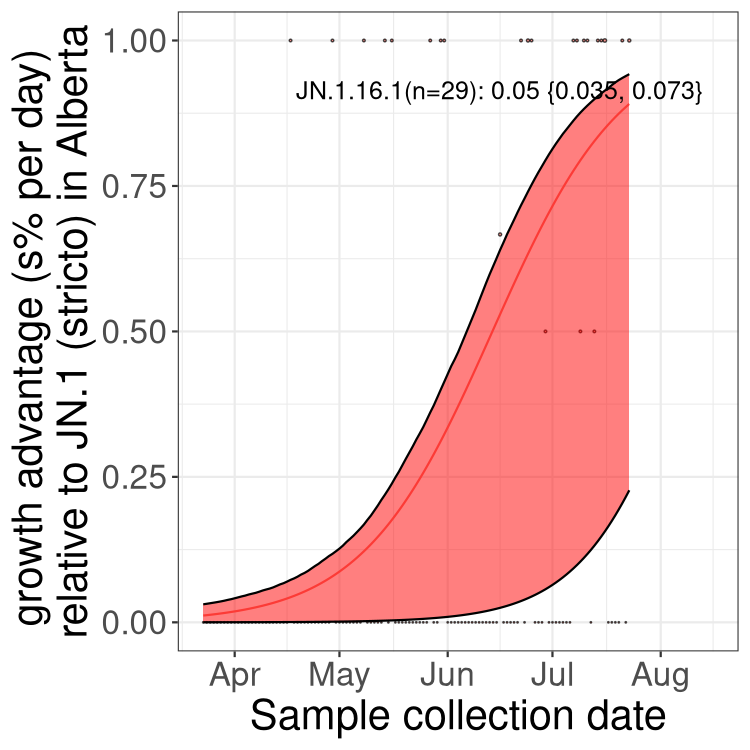 growth advantage (s% per day)
relative to JN.1 (stricto) in Alberta
1.00
0.75
0.50
0.25
0.00
JN.1.16.1(n=29): 0.05 {0.035, 0.073}
Apr May Jun Jul Aug
Sample collection date